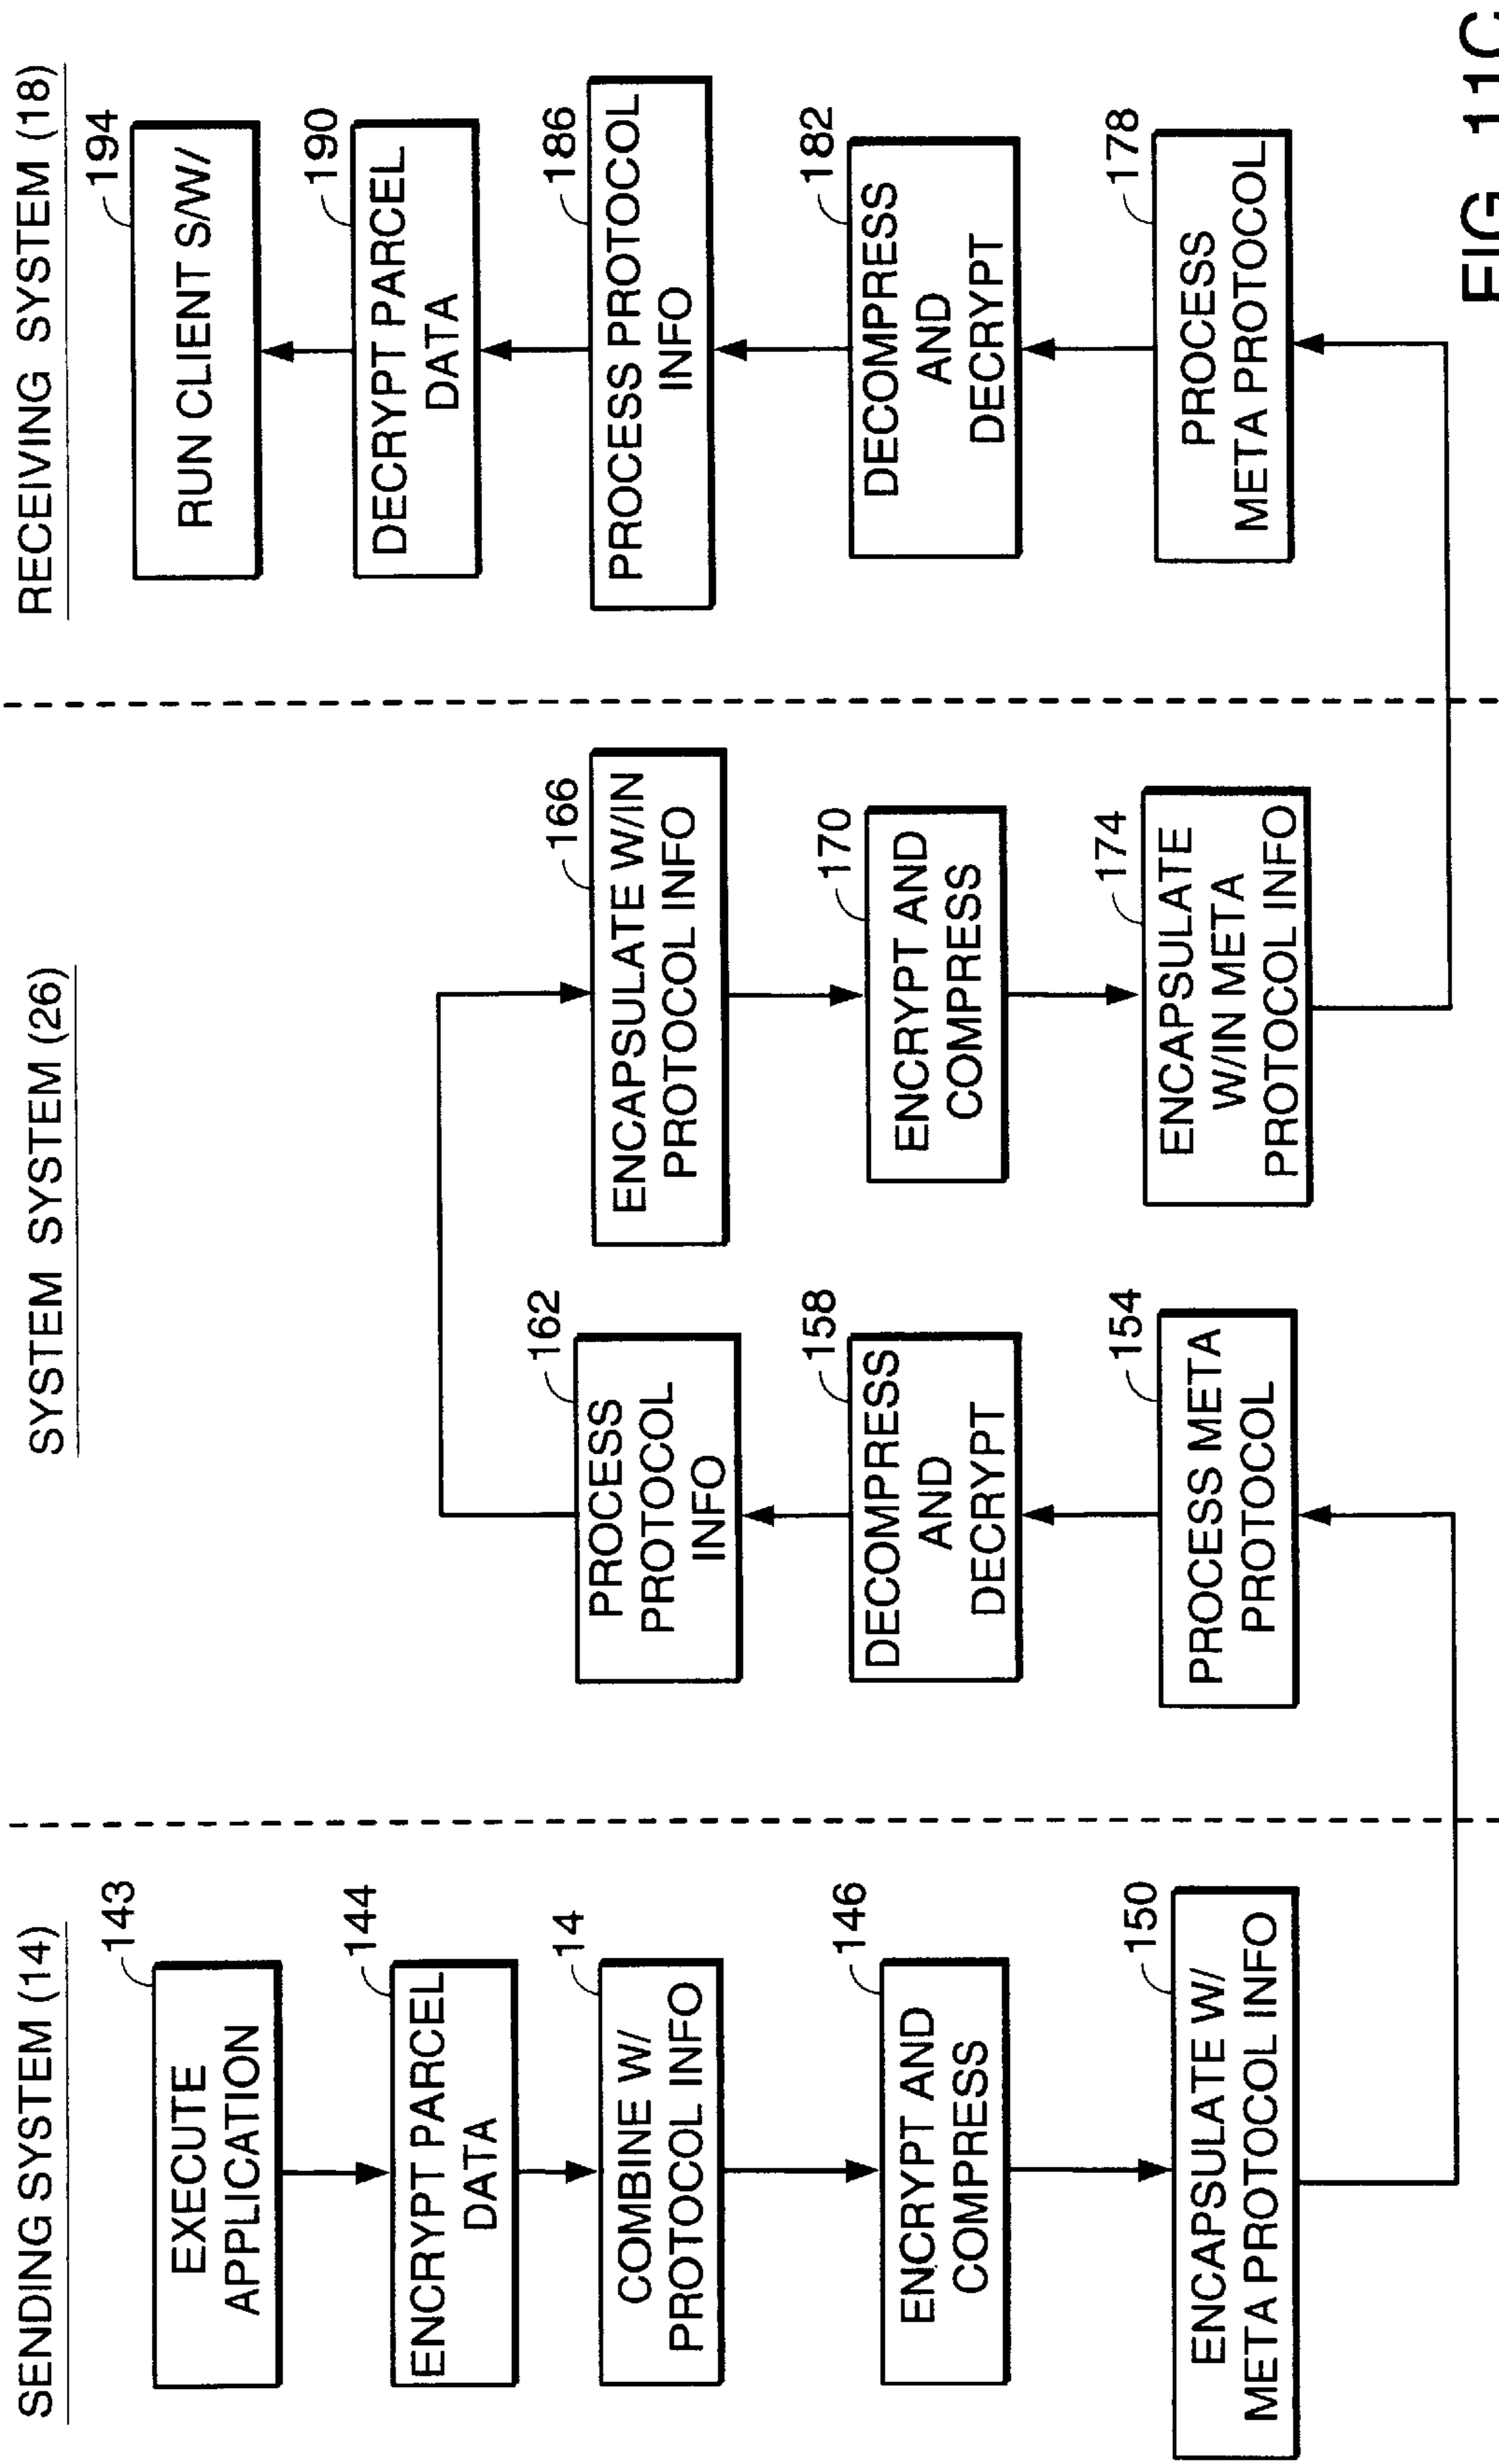 SENDING SYSTEM (14)
143
EXECUTE
APPLICATION
144
ENCRYPT PARCEL
DATA
14
COMBINE W/
PROTOCOL INFO
146
ENCRYPT AND
COMPRESS
150
ENCAPSULATE W/
META PROTOCOL INFO
SYSTEM SYSTEM (26)
162
PROCESS
PROTOCOL
INFO
158
DECOMPRESS
AND
DECRYPT
154
PROCESS META
PROTOCOL
166
ENCAPSULATE W/IN
PROTOCOL INFO
170
ENCRYPT AND
COMPRESS
174
ENCAPSULATE
W/IN META
PROTOCOL INFO
RECEIVING SYSTEM (18)
194
RUN CLIENT S/W/
190
DECRYPT PARCEL
DATA
186
PROCESS PROTOCOL
INFO
182
DECOMPRESS
AND
DECRYPT
178
PROCESS
META PROTOCOL
FIG. 11C